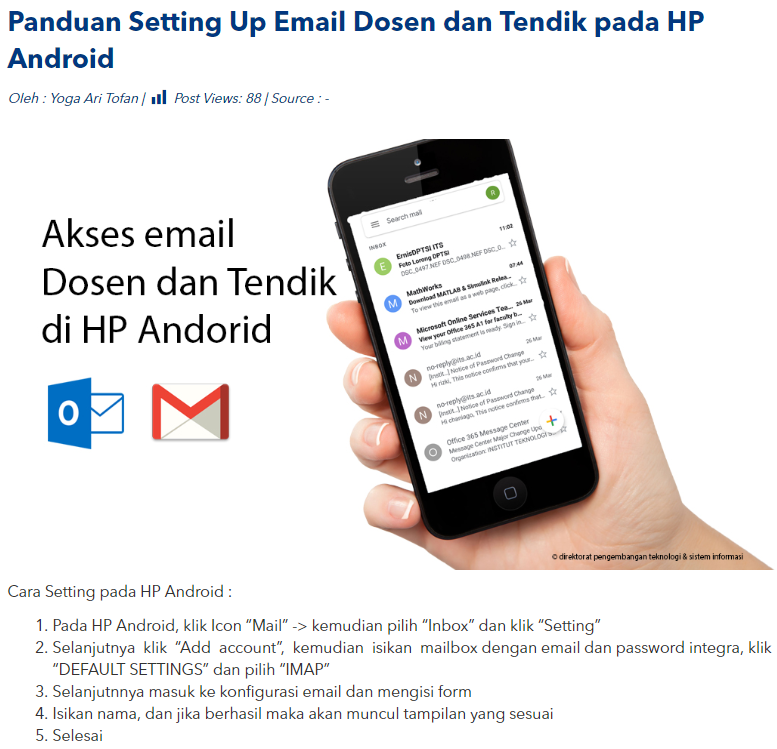 Panduan Setting Up Email Dosen dan Tendik pada HP
Android
Oleh : Yoga Ari Tofan | Post Views: 88 | Source : -
Akses email
Dosen dan Tendik
di HP Andorid
O
Search mail
R
INBOX
E
ErnisDPTSI ITS
11:02
Foto Lorong DPTSI
DSC_0497.NEF DSC_0498.NEF DSC_0...
M
MathWorks
07:44
Download MATLAB & Simulink Relea...
To view this email as a web page, click...
M
Microsoft Online Services Tea...
26 Mar
View your Office 365 A1 for faculty b...
Your billing statement is ready. Sign in...
N
no-reply@its.ac.id
26 Mar
[Instit...] Notice of Password Change
Hi rizki, This notice confirms that your...
N
no-reply@its.ac.id
26 Mar
[Instit...] Notice of Password Change
Hi chawiago, This notice confirms that...
O
Office 365 Message Center
Message Center Major Change Upda
Organization: INSTITUT TEKNOLOGI
© direktorat pengembangan teknologi & sistem informasi
Cara Setting pada HP Android :
1. Pada HP Android, klik Icon “Mail” -> kemudian pilih “Inbox” dan klik “Setting”
2. Selanjutnya klik “Add account”, kemudian isikan mailbox dengan email dan password integra, klik
“DEFAULT SETTINGS” dan pilih “IMAP”
3. Selanjutnnya masuk ke konfigurasi email dan mengisi form
4. Isikan nama, dan jika berhasil maka akan muncul tampilan yang sesuai
5. Selesai